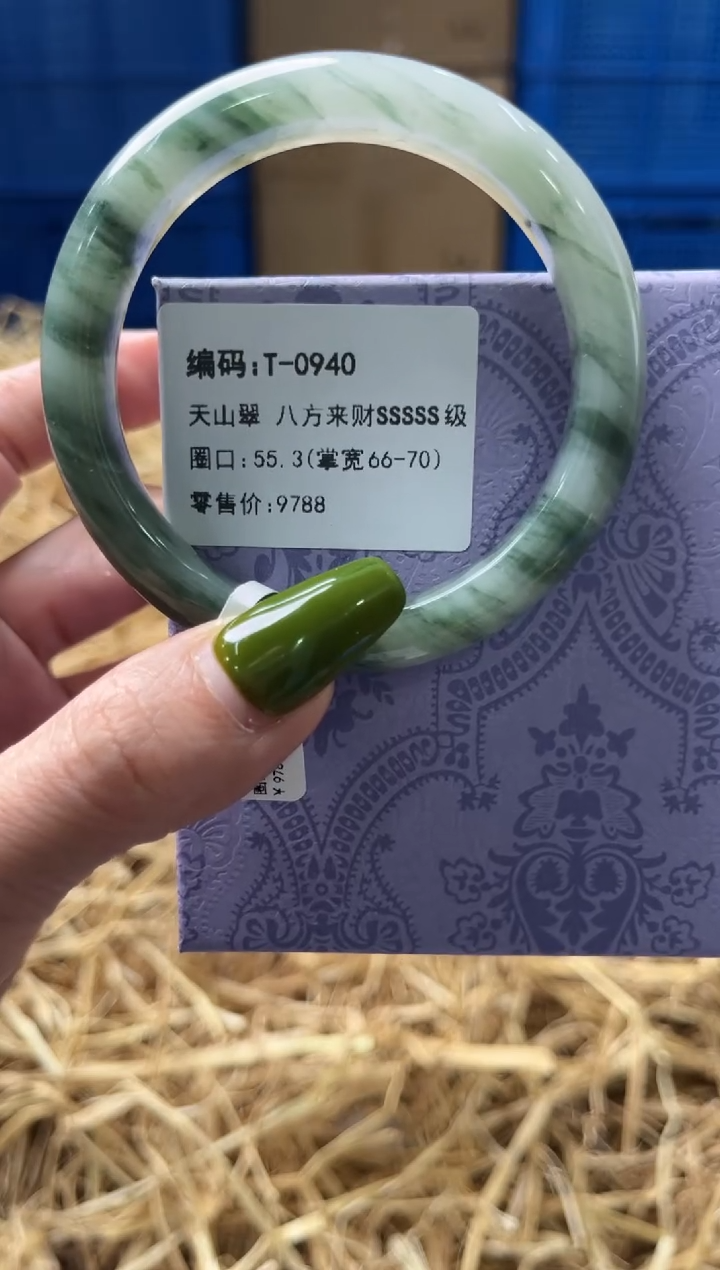 编码:T-0940
天山翠 八方来财SSSSS级
圈口:55.3(掌宽66-70)
零售价:9788